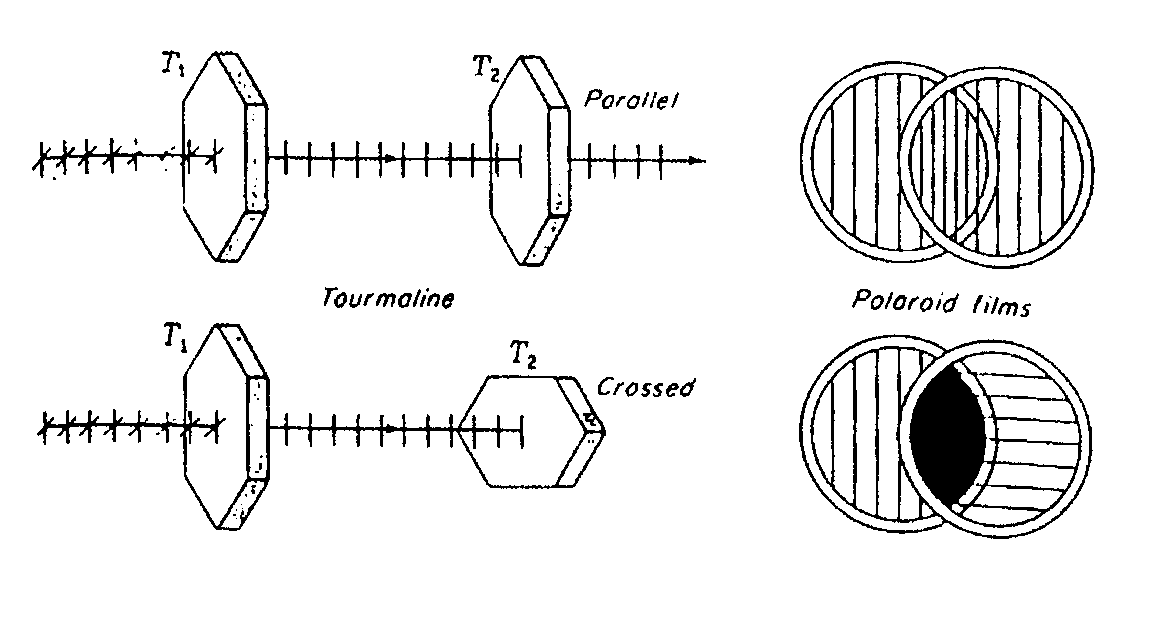 T₁
T₂
Parallel
Tourmaline
Polaroid films
T₁
T₂
Crossed